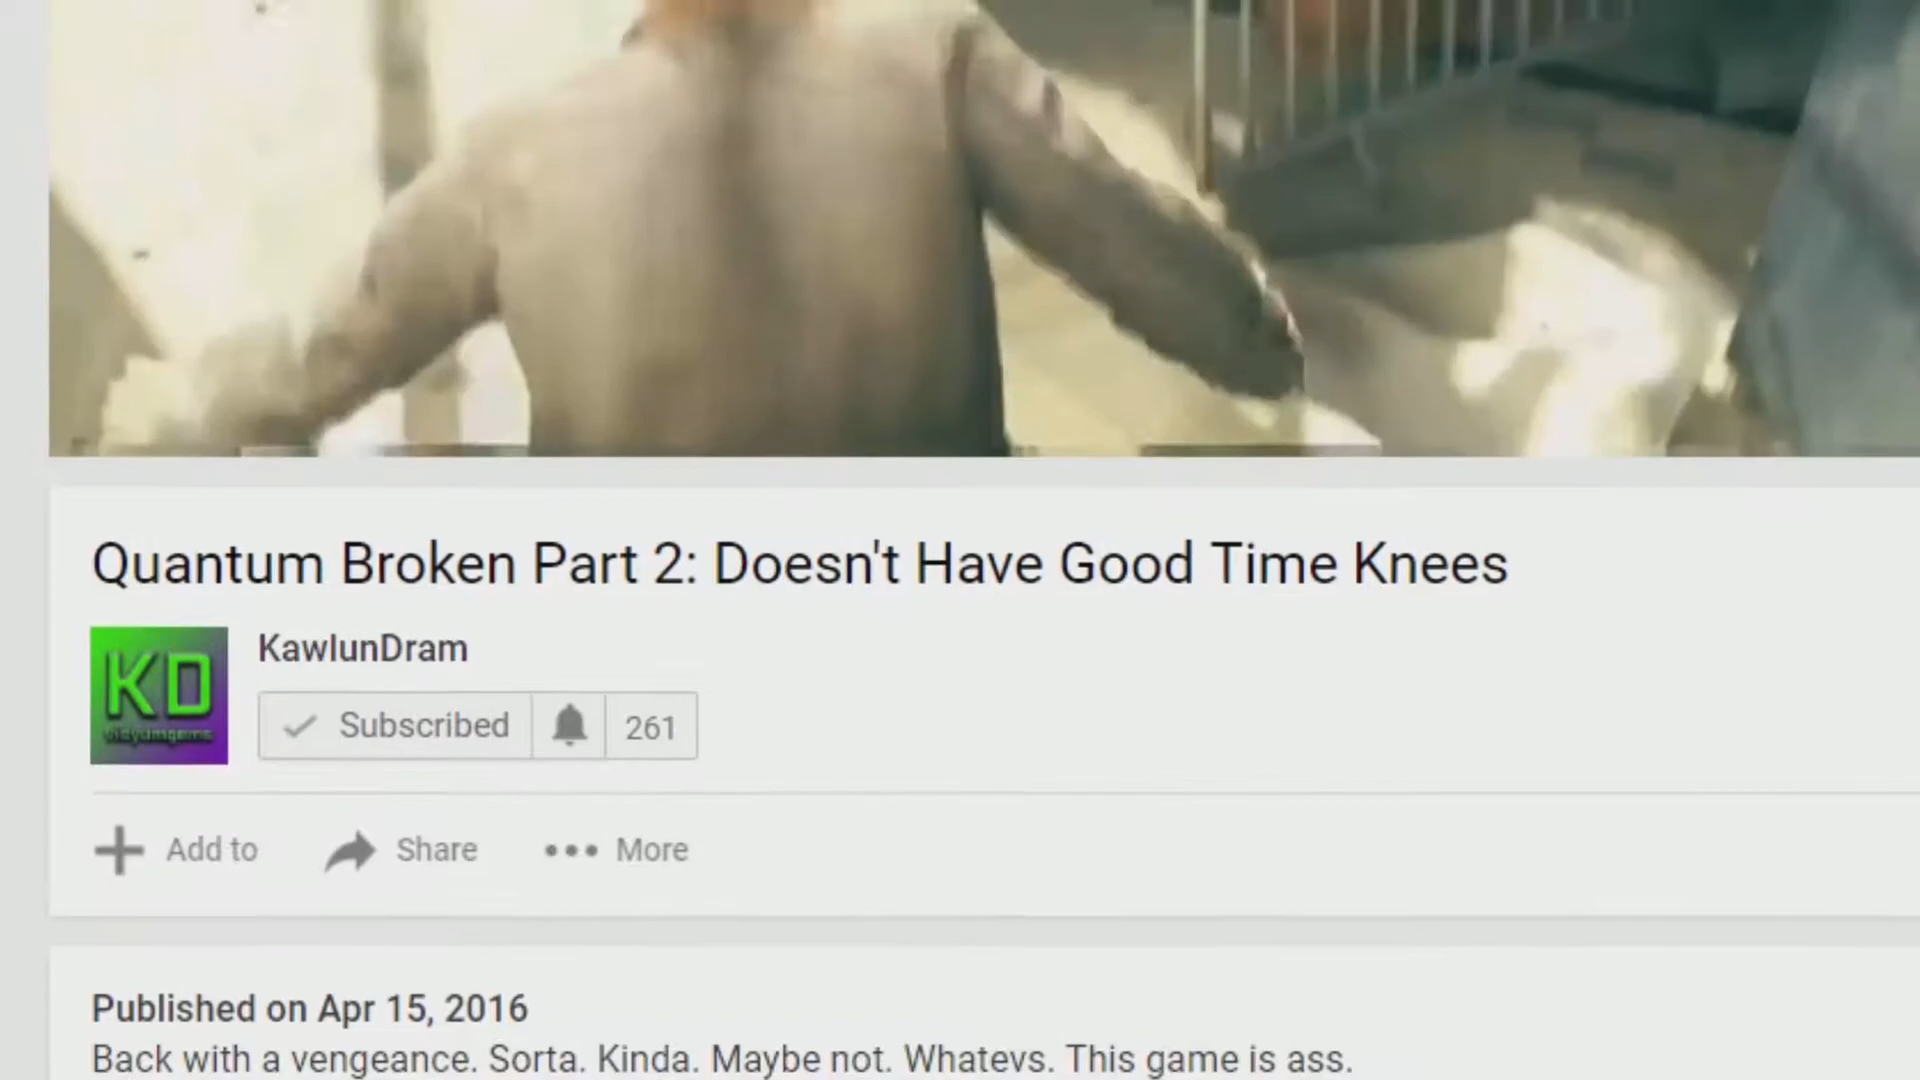 Quantum Broken Part 2: Doesn't Have Good Time Knees
KD
KawlunDram
Subscribed
261
Add to
Share
More
Published on Apr 15, 2016
Back with a vengeance. Sorta. Kinda. Maybe not. Whatevs. This game is ass.